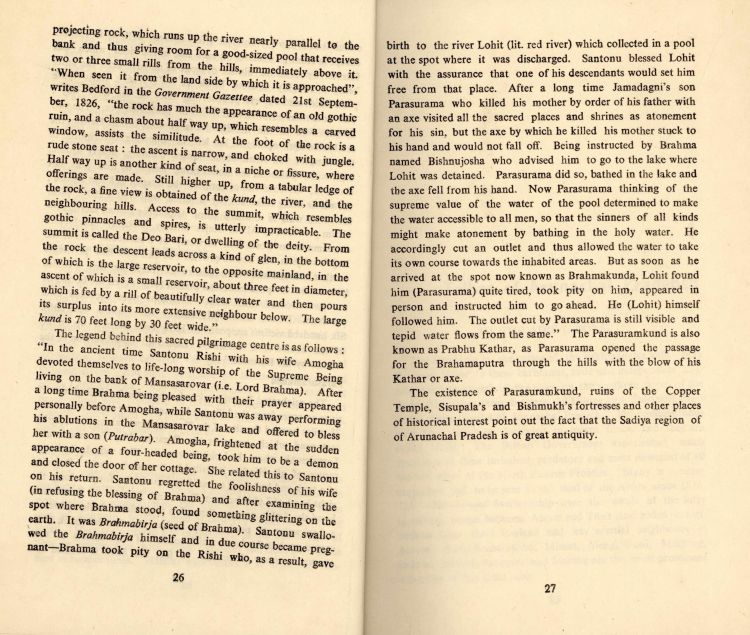 projecting rock, which runs up the river nearly parallel to the
bank and thus giving room for a good-sized pool that receives
two or three small rills from the hills, immediately above it.
"When seen it from the land side by which it is approached",
writes Bedford in the Government Gazettee dated 21st Septem-
ber, 1826, "the rock has much the appearance of an old gothic
ruin, and a chasm about half way up, which resembles a carved
window, assists the similitude. At the foot of the rock is a
rude stone seat : the ascent is narrow, and choked with jungle.
Half way up is another kind of seat, in a niche or fissure, where
offerings are made. Still higher up, from a tabular ledge of
the rock, a fine view is obtained of the kund, the river, and the
neighbouring hills. Access to the summit, which resembles
gothic pinnacles and spires, is utterly impracticable. The
summit is called the Deo Bari, or dwelling of the deity. From
the rock the descent leads across a kind of glen, in the bottom
of which is the large reservoir, to the opposite mainland, in the
ascent of which is a small reservoir, about three feet in diameter,
which is fed by a rill of beautifully clear water and then pours
its surplus into its more extensive neighbour below. The large
kund is 70 feet long by 30 feet wide."
The legend behind this sacred pilgrimage centre is as follows :
"In the ancient time Santonu Rishi with his wife Amogha
devoted themselves to life-long worship of the Supreme Being
living on the bank of Mansasarovar (i.e. Lord Brahma). After
a long time Brahma being pleased with their prayer appeared
personally before Amogha, while Santonu was away performing
his ablutions in the Mansasarovar lake and offered to bless
her with a son (Putrabar). Amogha, frightened at the sudden
appearance of a four-headed being, took him to be a demon
and closed the door of her cottage. She related this to Santonu
on his return. Santonu regretted the foolishness of his wife
(in refusing the blessing of Brahma) and after examining the
spot where Brahma stood, found something glittering on the
earth. It was Brahmabirja (seed of Brahma). Santonu swallo-
wed the Brahmabirja himself and in due course became preg-
nant—Brahma took pity on the Rishi who, as a result, gave
26
birth to the river Lohit (lit. red river) which collected in a pool
at the spot where it was discharged. Santonu blessed Lohit
with the assurance that one of his descendants would set him
free from that place. After a long time Jamadagni's son
Parasurama who killed his mother by order of his father with
an axe visited all the sacred places and shrines as atonement
for his sin, but the axe by which he killed his mother stuck to
his hand and would not fall off. Being instructed by Brahma
named Bishnujosha who advised him to go to the lake where
Lohit was detained. Parasurama did so, bathed in the lake and
the axe fell from his hand. Now Parasurama thinking of the
supreme value of the water of the pool determined to make
the water accessible to all men, so that the sinners of all kinds
might make atonement by bathing in the holy water. He
accordingly cut an outlet and thus allowed the water to take
its own course towards the inhabited areas. But as soon as he
arrived at the spot now known as Brahmakunda, Lohit found
him (Parasurama) quite tired, took pity on him, appeared in
person and instructed him to go ahead. He (Lohit) himself
followed him. The outlet cut by Parasurama is still visible and
tepid water flows from the same." The Parasuramkund is also
known as Prabhu Kathar, as Parasurama opened the passage
for the Brahamaputra through the hills with the blow of his
Kathar or axe.
The existence of Parasuramkund, ruins of the Copper
Temple, Sisupala's and Bishmukh's fortresses and other places
of historical interest point out the fact that the Sadiya region of
of Arunachal Pradesh is of great antiquity.
27